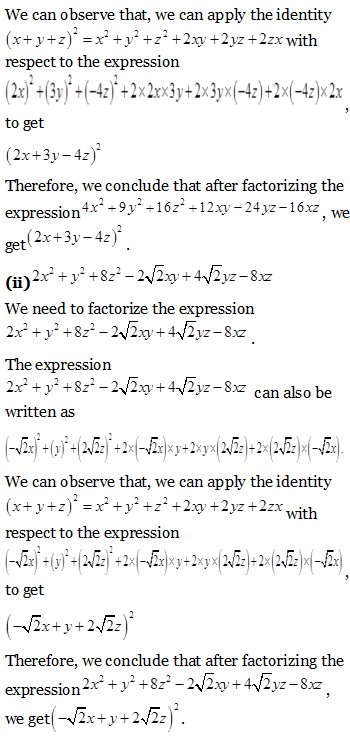 We can observe that, we can apply the identity
(x+y+z)² = x² + y² + z² + 2xy + 2yz + 2zx with
respect to the expression
(2x)² + (3y)² + (−4z)² + 2×2x×3y + 2×3y×(−4z) + 2×(−4z)×2x,
to get
(2x+3y−4z)²
Therefore, we conclude that after factorizing the
expression 4x² + 9y² + 16z² + 12xy − 24yz − 16xz, we
get (2x+3y−4z)².
(ii) 2x² + y² + 8z² − 2√2xy + 4√2yz − 8xz
We need to factorize the expression
2x² + y² + 8z² − 2√2xy + 4√2yz − 8xz.
The expression
2x² + y² + 8z² − 2√2xy + 4√2yz − 8xz can also be
written as
(−√2x)² + (y)² + (2√2z)² + 2×(−√2x)×y + 2×y×(2√2z) + 2×(2√2z)×(−√2x).
We can observe that, we can apply the identity
(x+y+z)² = x² + y² + z² + 2xy + 2yz + 2zx with
respect to the expression
(−√2x)² + (y)² + (2√2z)² + 2×(−√2x)×y + 2×y×(2√2z) + 2×(2√2z)×(−√2x),
to get
(−√2x + y + 2√2z)²
Therefore, we conclude that after factorizing the
expression 2x² + y² + 8z² − 2√2xy + 4√2yz − 8xz,
we get (−√2x + y + 2√2z)².